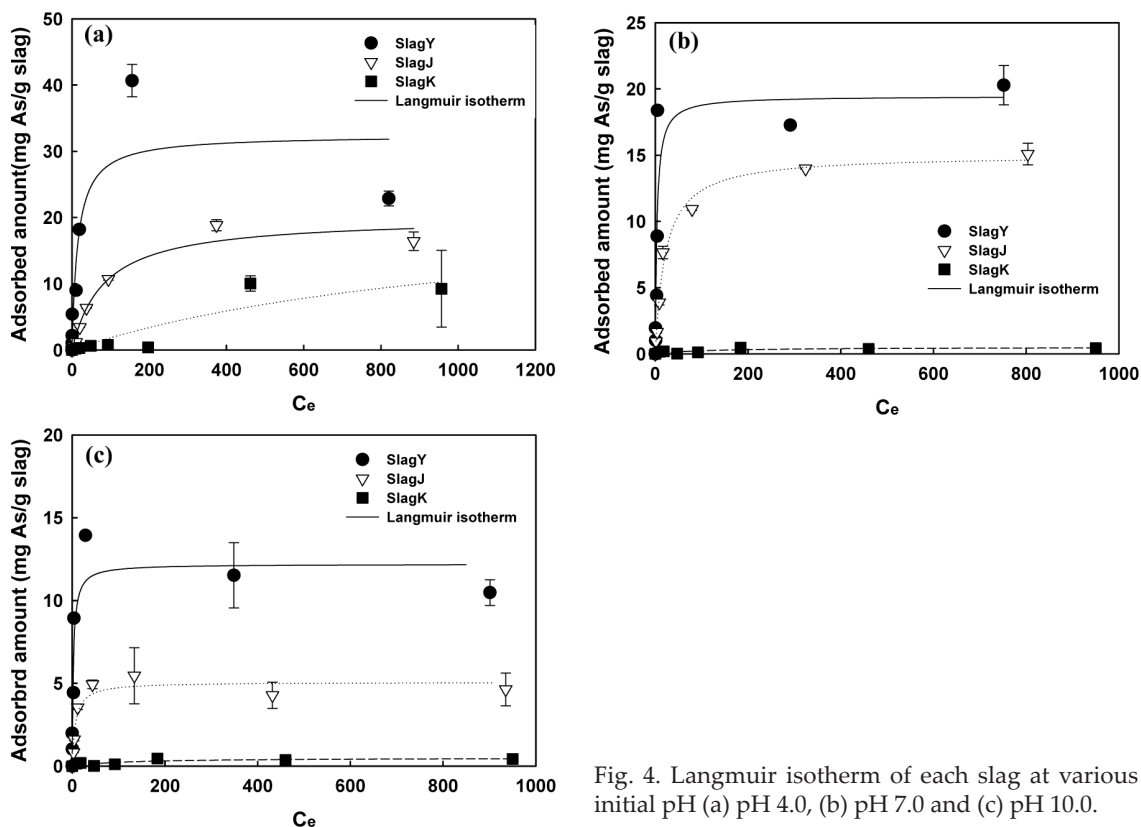 (a)
SlagY
SlagJ
SlagK
Langmuir isotherm
Adsorbed anount(mg As/g slag)
50
40
30
20
10
0
0 200 400 600 800 1000 1200
Ce
(b)
SlagY
SlagJ
SlagK
Langmuir isotherm
Adsorbed amount (mg As/g slag)
25
20
15
10
5
0
0 200 400 600 800 1000
Ce
(c)
SlagY
SlagJ
SlagK
Langmuir isotherm
Adsorbrd amount (mg As/g slag)
20
15
10
5
0
0 200 400 600 800 1000
Ce
Fig. 4. Langmuir isotherm of each slag at various
initial pH (a) pH 4.0, (b) pH 7.0 and (c) pH 10.0.